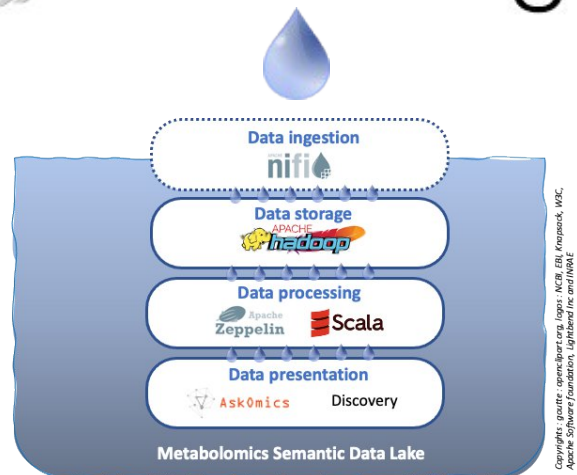 Data ingestion
nifi
Data storage
APACHE
hadoop
Data processing
Apache
Zeppelin
Scala
Data presentation
AskOmics
Discovery
Metabolomics Semantic Data Lake
Copyrights : goutte : openclipart.org, logos : NCBI, EBI, Knapsack, W3C,
Apache Software foundation, Lightbend Inc and INRAE